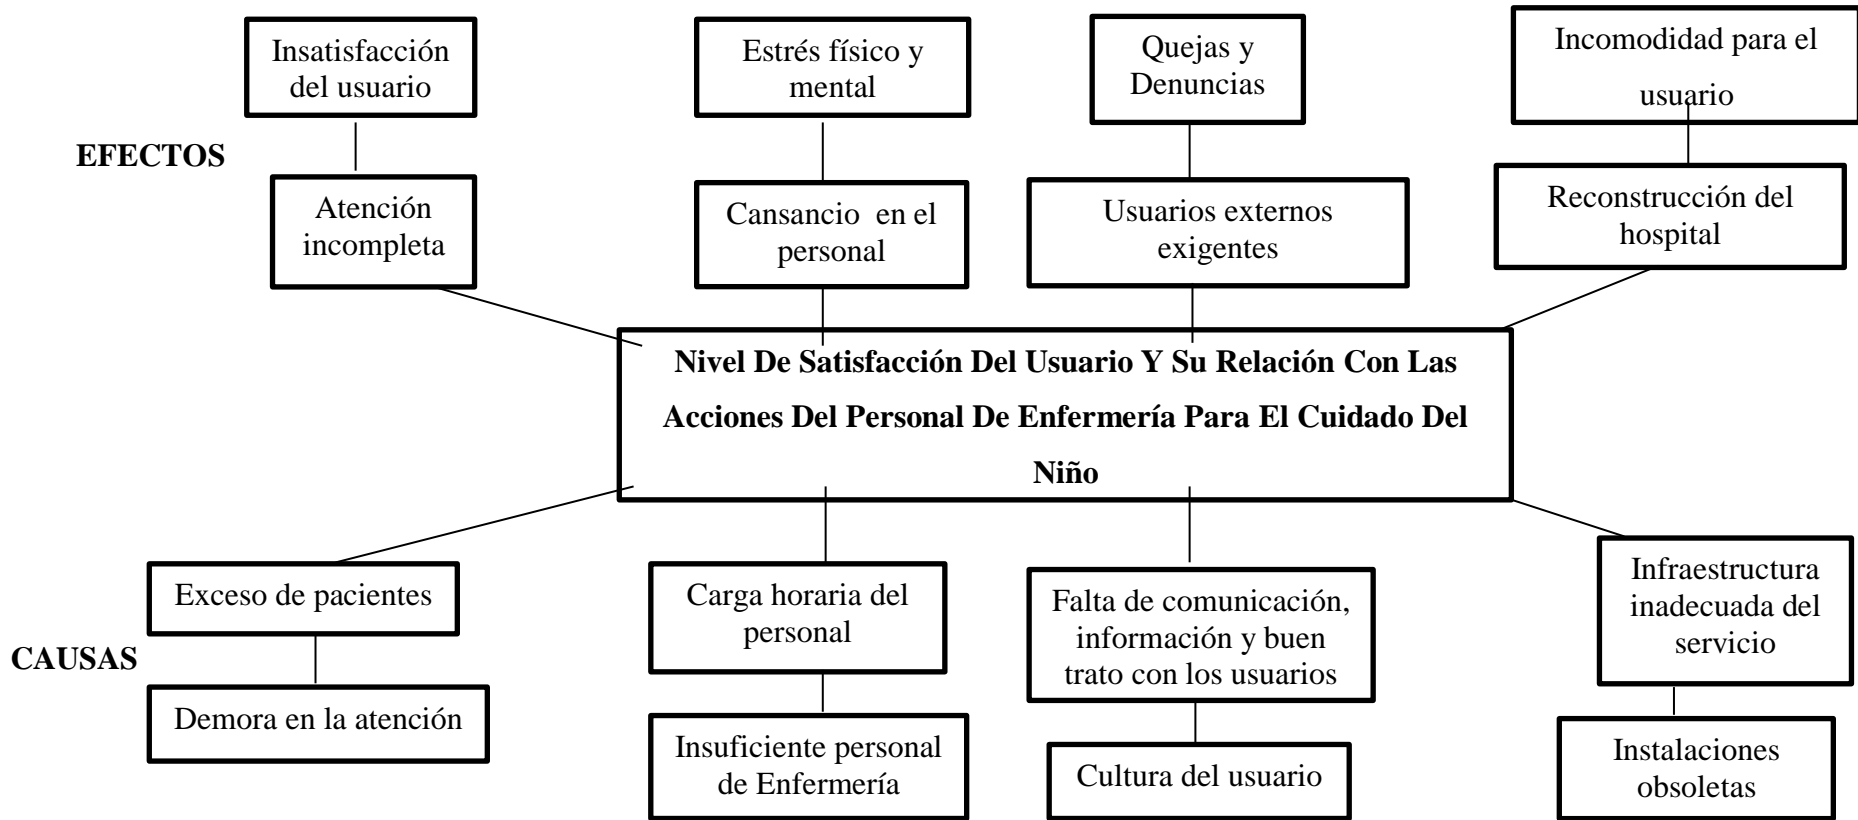 Insatisfacción
del usuario
Estrés físico y
mental
Quejas y
Denuncias
Incomodidad para el
usuario
EFECTOS
Atención
incompleta
Cansancio en el
personal
Usuarios externos
exigentes
Reconstrucción del
hospital
Nivel De Satisfacción Del Usuario Y Su Relación Con Las
Acciones Del Personal De Enfermería Para El Cuidado Del
Niño
Exceso de pacientes
Carga horaria del
personal
Falta de comunicación,
información y buen
trato con los usuarios
Infraestructura
inadecuada del
servicio
CAUSAS
Demora en la atención
Insuficiente personal
de Enfermería
Cultura del usuario
Instalaciones
obsoletas